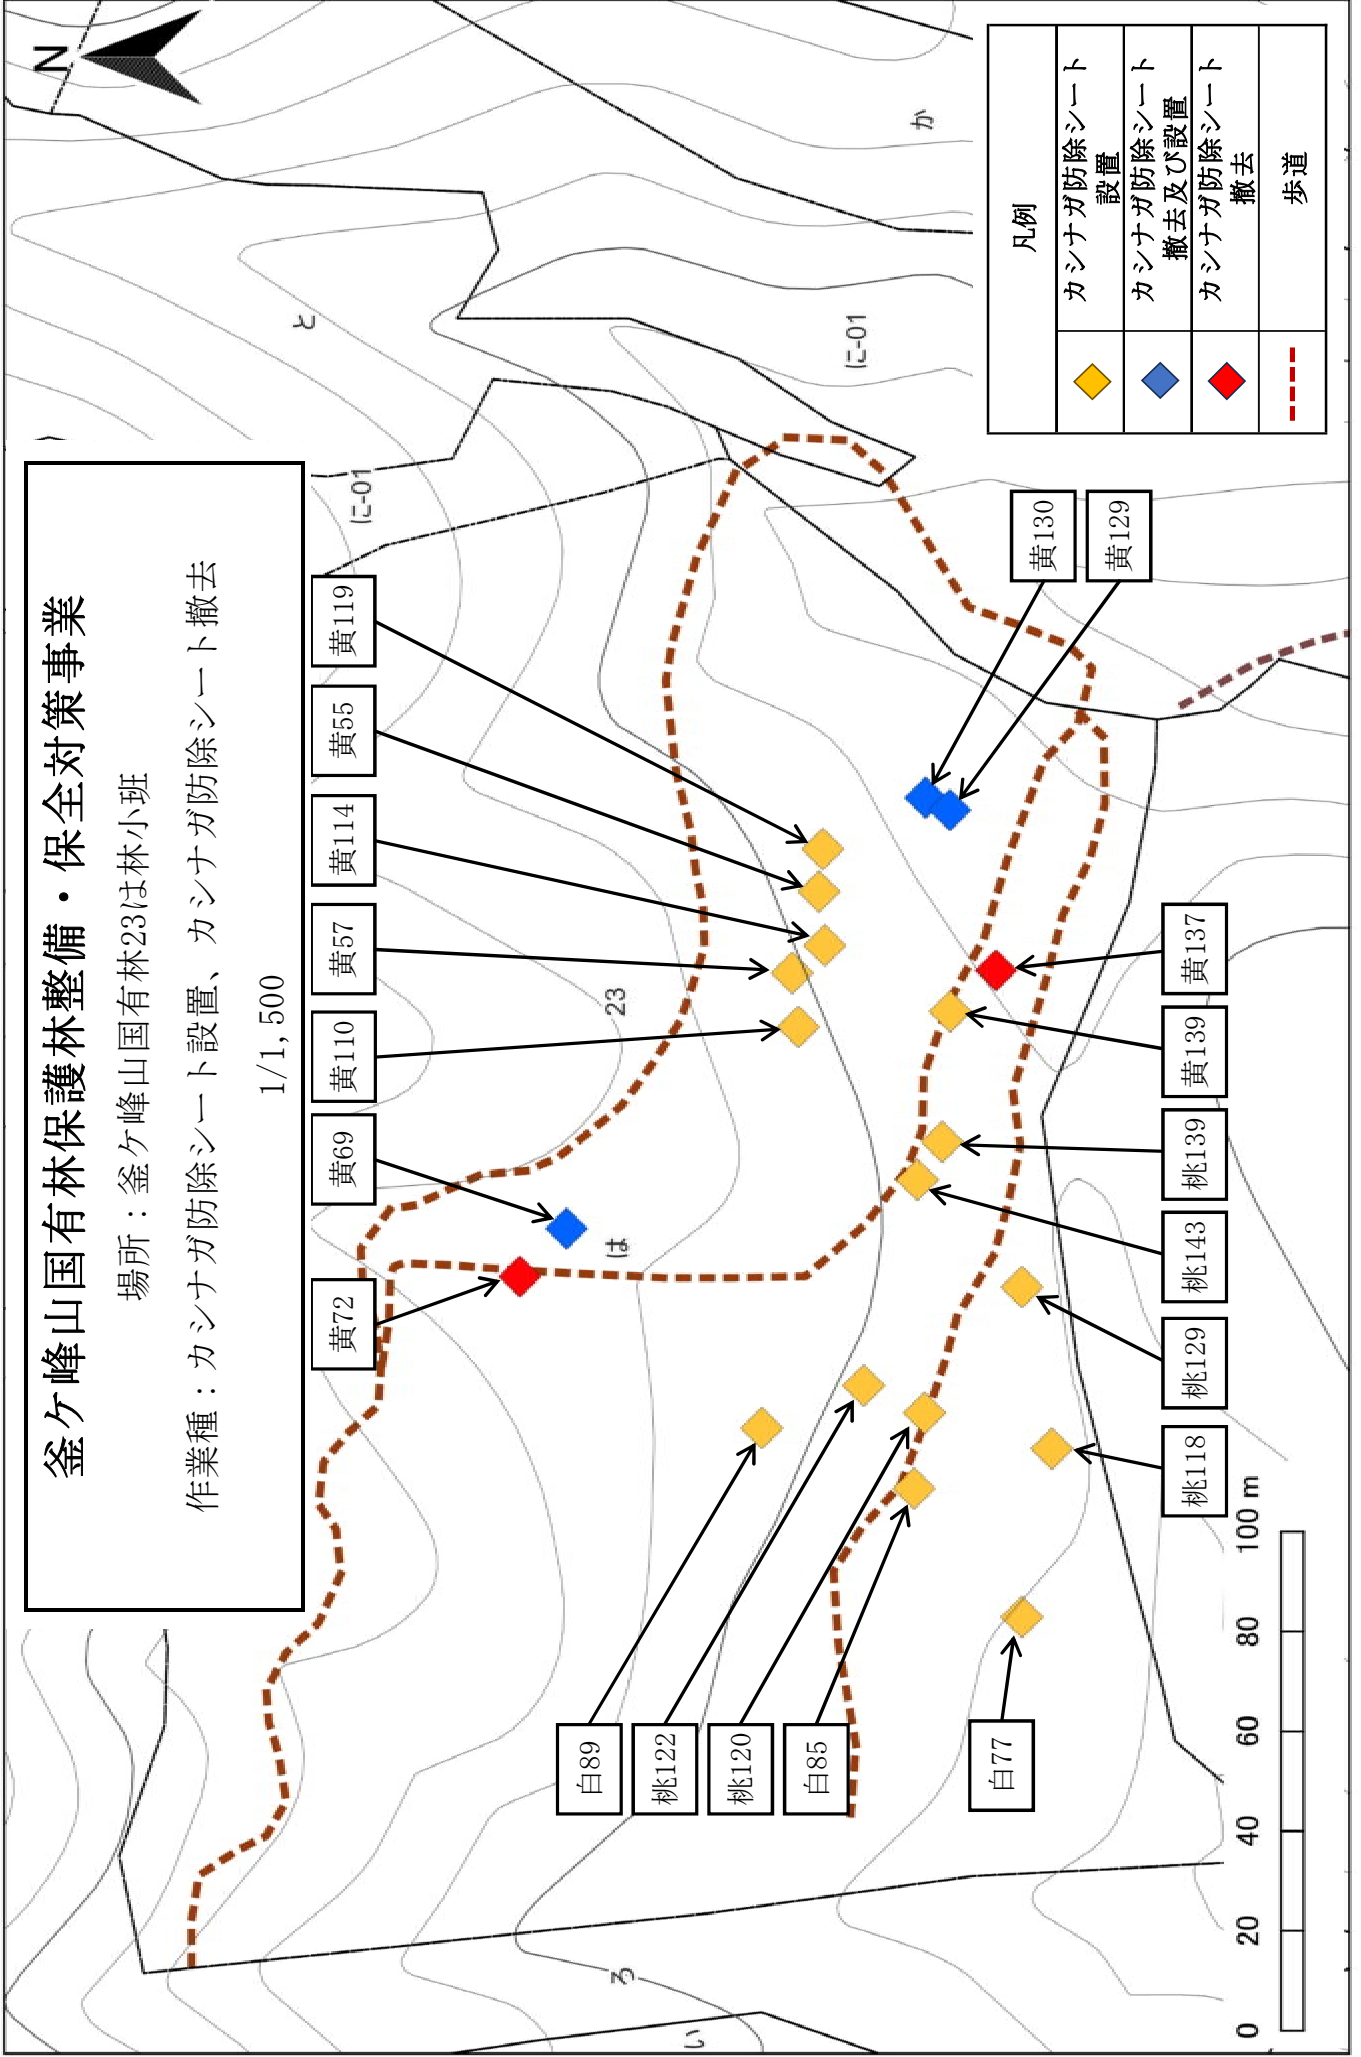 釜ケ峰山国有林保護林整備・保全対策事業
場所：釜ケ峰山国有林23は林小班
作業種：カシナガ防除シート設置、カシナガ防除シート撤去
1/1,500
N
凡例
カシナガ防除シート
設置
カシナガ防除シート
撤去及び設置
カシナガ防除シート
撤去
歩道
黄72
黄69
黄110
黄57
黄114
黄55
黄119
黄130
黄129
白89
桃122
桃120
白85
白77
桃118
桃129
桃143
桃139
黄139
黄137
い
ろ
は
23
に-01
と
に-01
か
0
20
40
60
80
100 m